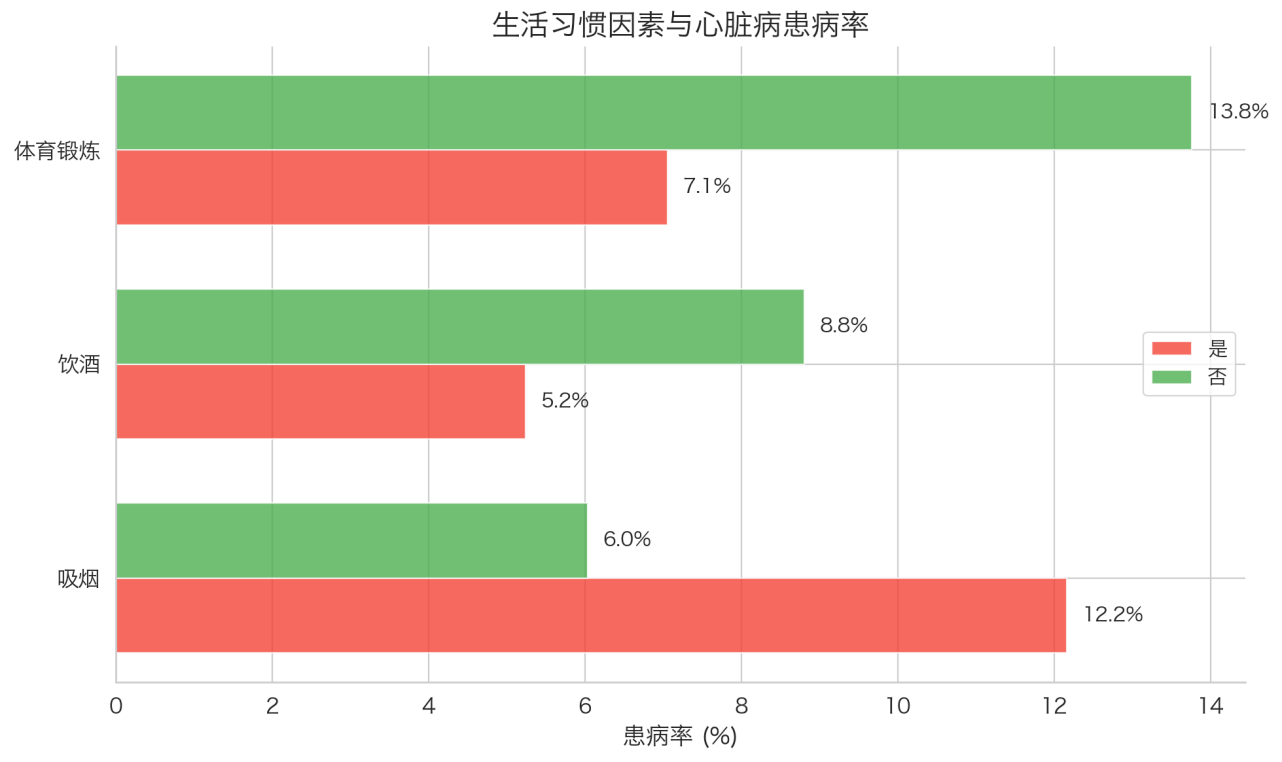 生活习惯因素与心脏病患病率
13.8%
体育锻炼
7.1%
8.8%
饮酒
5.2%
是
否
6.0%
吸烟
12.2%
0 2 4 6 8 10 12 14
患病率 (%)